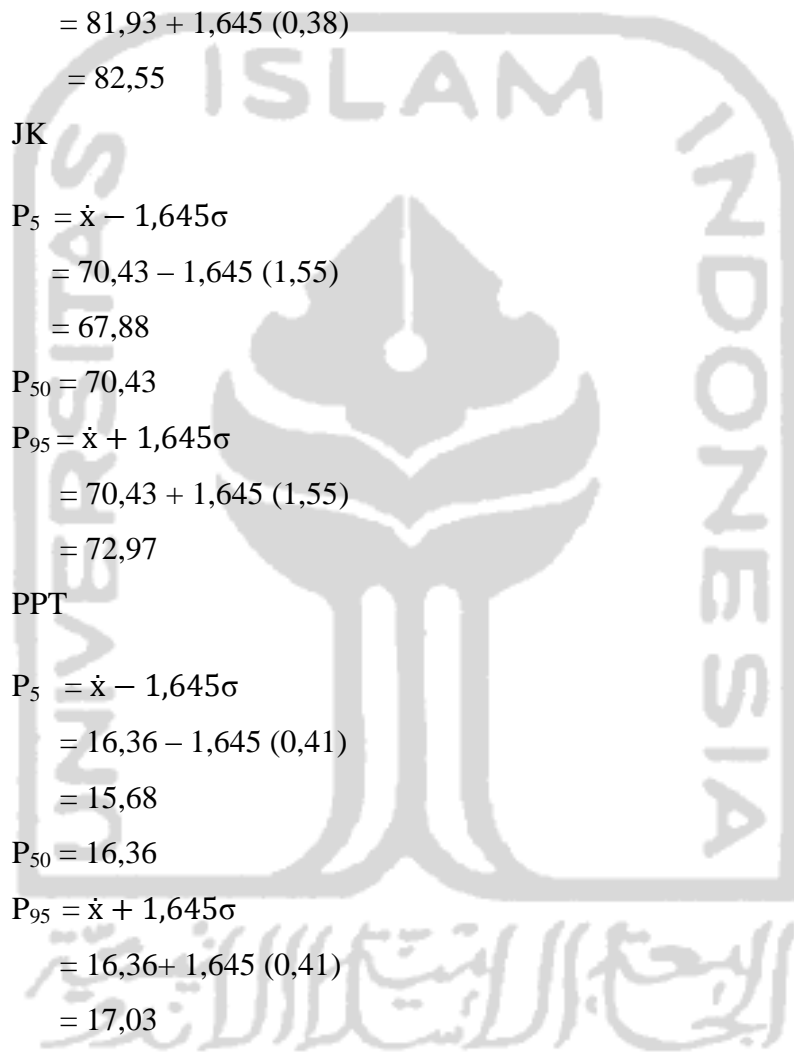 = 81,93 + 1,645 (0,38)
= 82,55
JK
P₅ = ẋ − 1,645σ
= 70,43 – 1,645 (1,55)
= 67,88
P₅₀ = 70,43
P₉₅ = ẋ + 1,645σ
= 70,43 + 1,645 (1,55)
= 72,97
PPT
P₅ = ẋ − 1,645σ
= 16,36 – 1,645 (0,41)
= 15,68
P₅₀ = 16,36
P₉₅ = ẋ + 1,645σ
= 16,36+ 1,645 (0,41)
= 17,03
UNIVERSITAS
ISLAM
INDONESIA